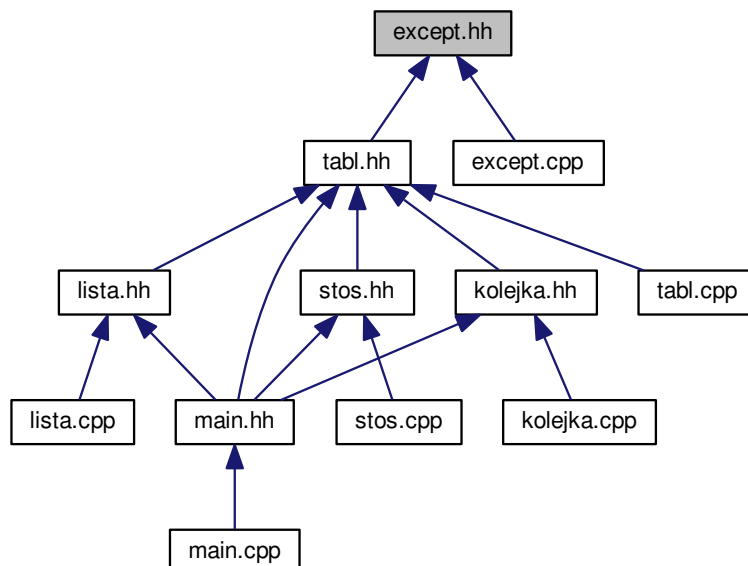 except.hh
tabl.hh
except.cpp
lista.hh
stos.hh
kolejka.hh
tabl.cpp
lista.cpp
main.hh
stos.cpp
kolejka.cpp
main.cpp